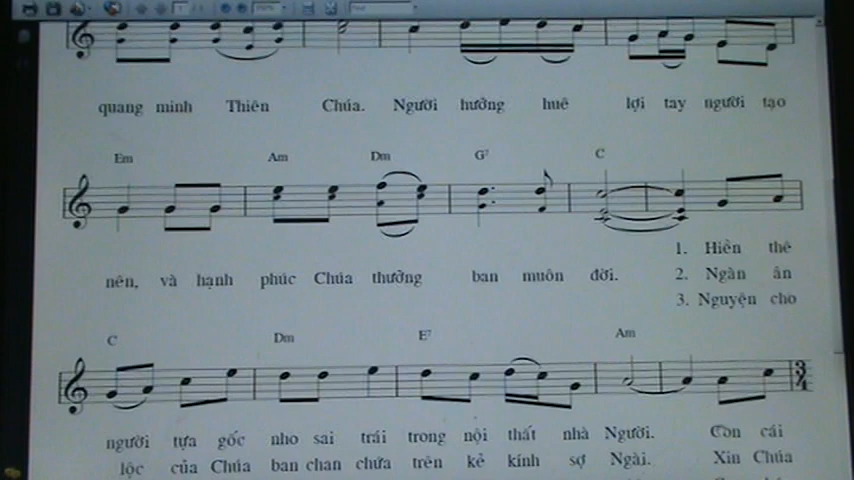 quang minh Thiên Chúa. Người hưởng huê lợi tay người tạo
Em Am Dm G7 C
nên, và hạnh phúc Chúa thưởng ban muôn đời. 1. Hiền thê
2. Ngàn ân
3. Nguyện cho
C Dm E7 Am
3
4
người tựa gốc nho sai trái trong nội thất nhà Người. Còn cái
lộc của Chúa ban chan chứa trên kẻ kính sợ Ngài. Xin Chúa